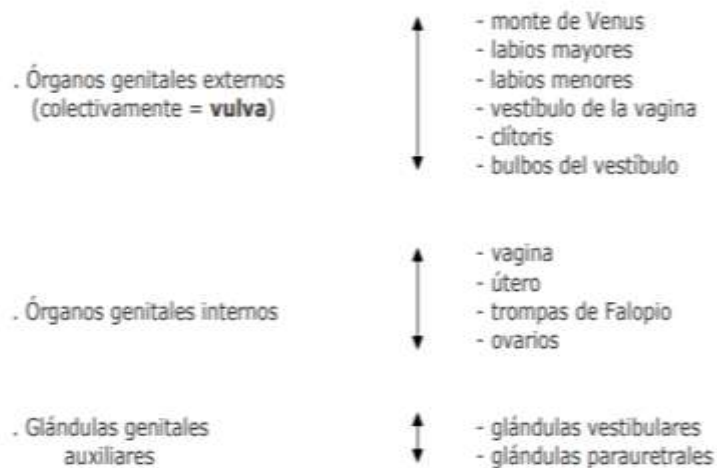 . Órganos genitales externos
(colectivamente = vulva)
- monte de Venus
- labios mayores
- labios menores
- vestíbulo de la vagina
- clítoris
- bulbos del vestíbulo
. Órganos genitales internos
- vagina
- útero
- trompas de Falopio
- ovarios
. Glándulas genitales
auxiliares
- glándulas vestibulares
- glándulas parauretrales